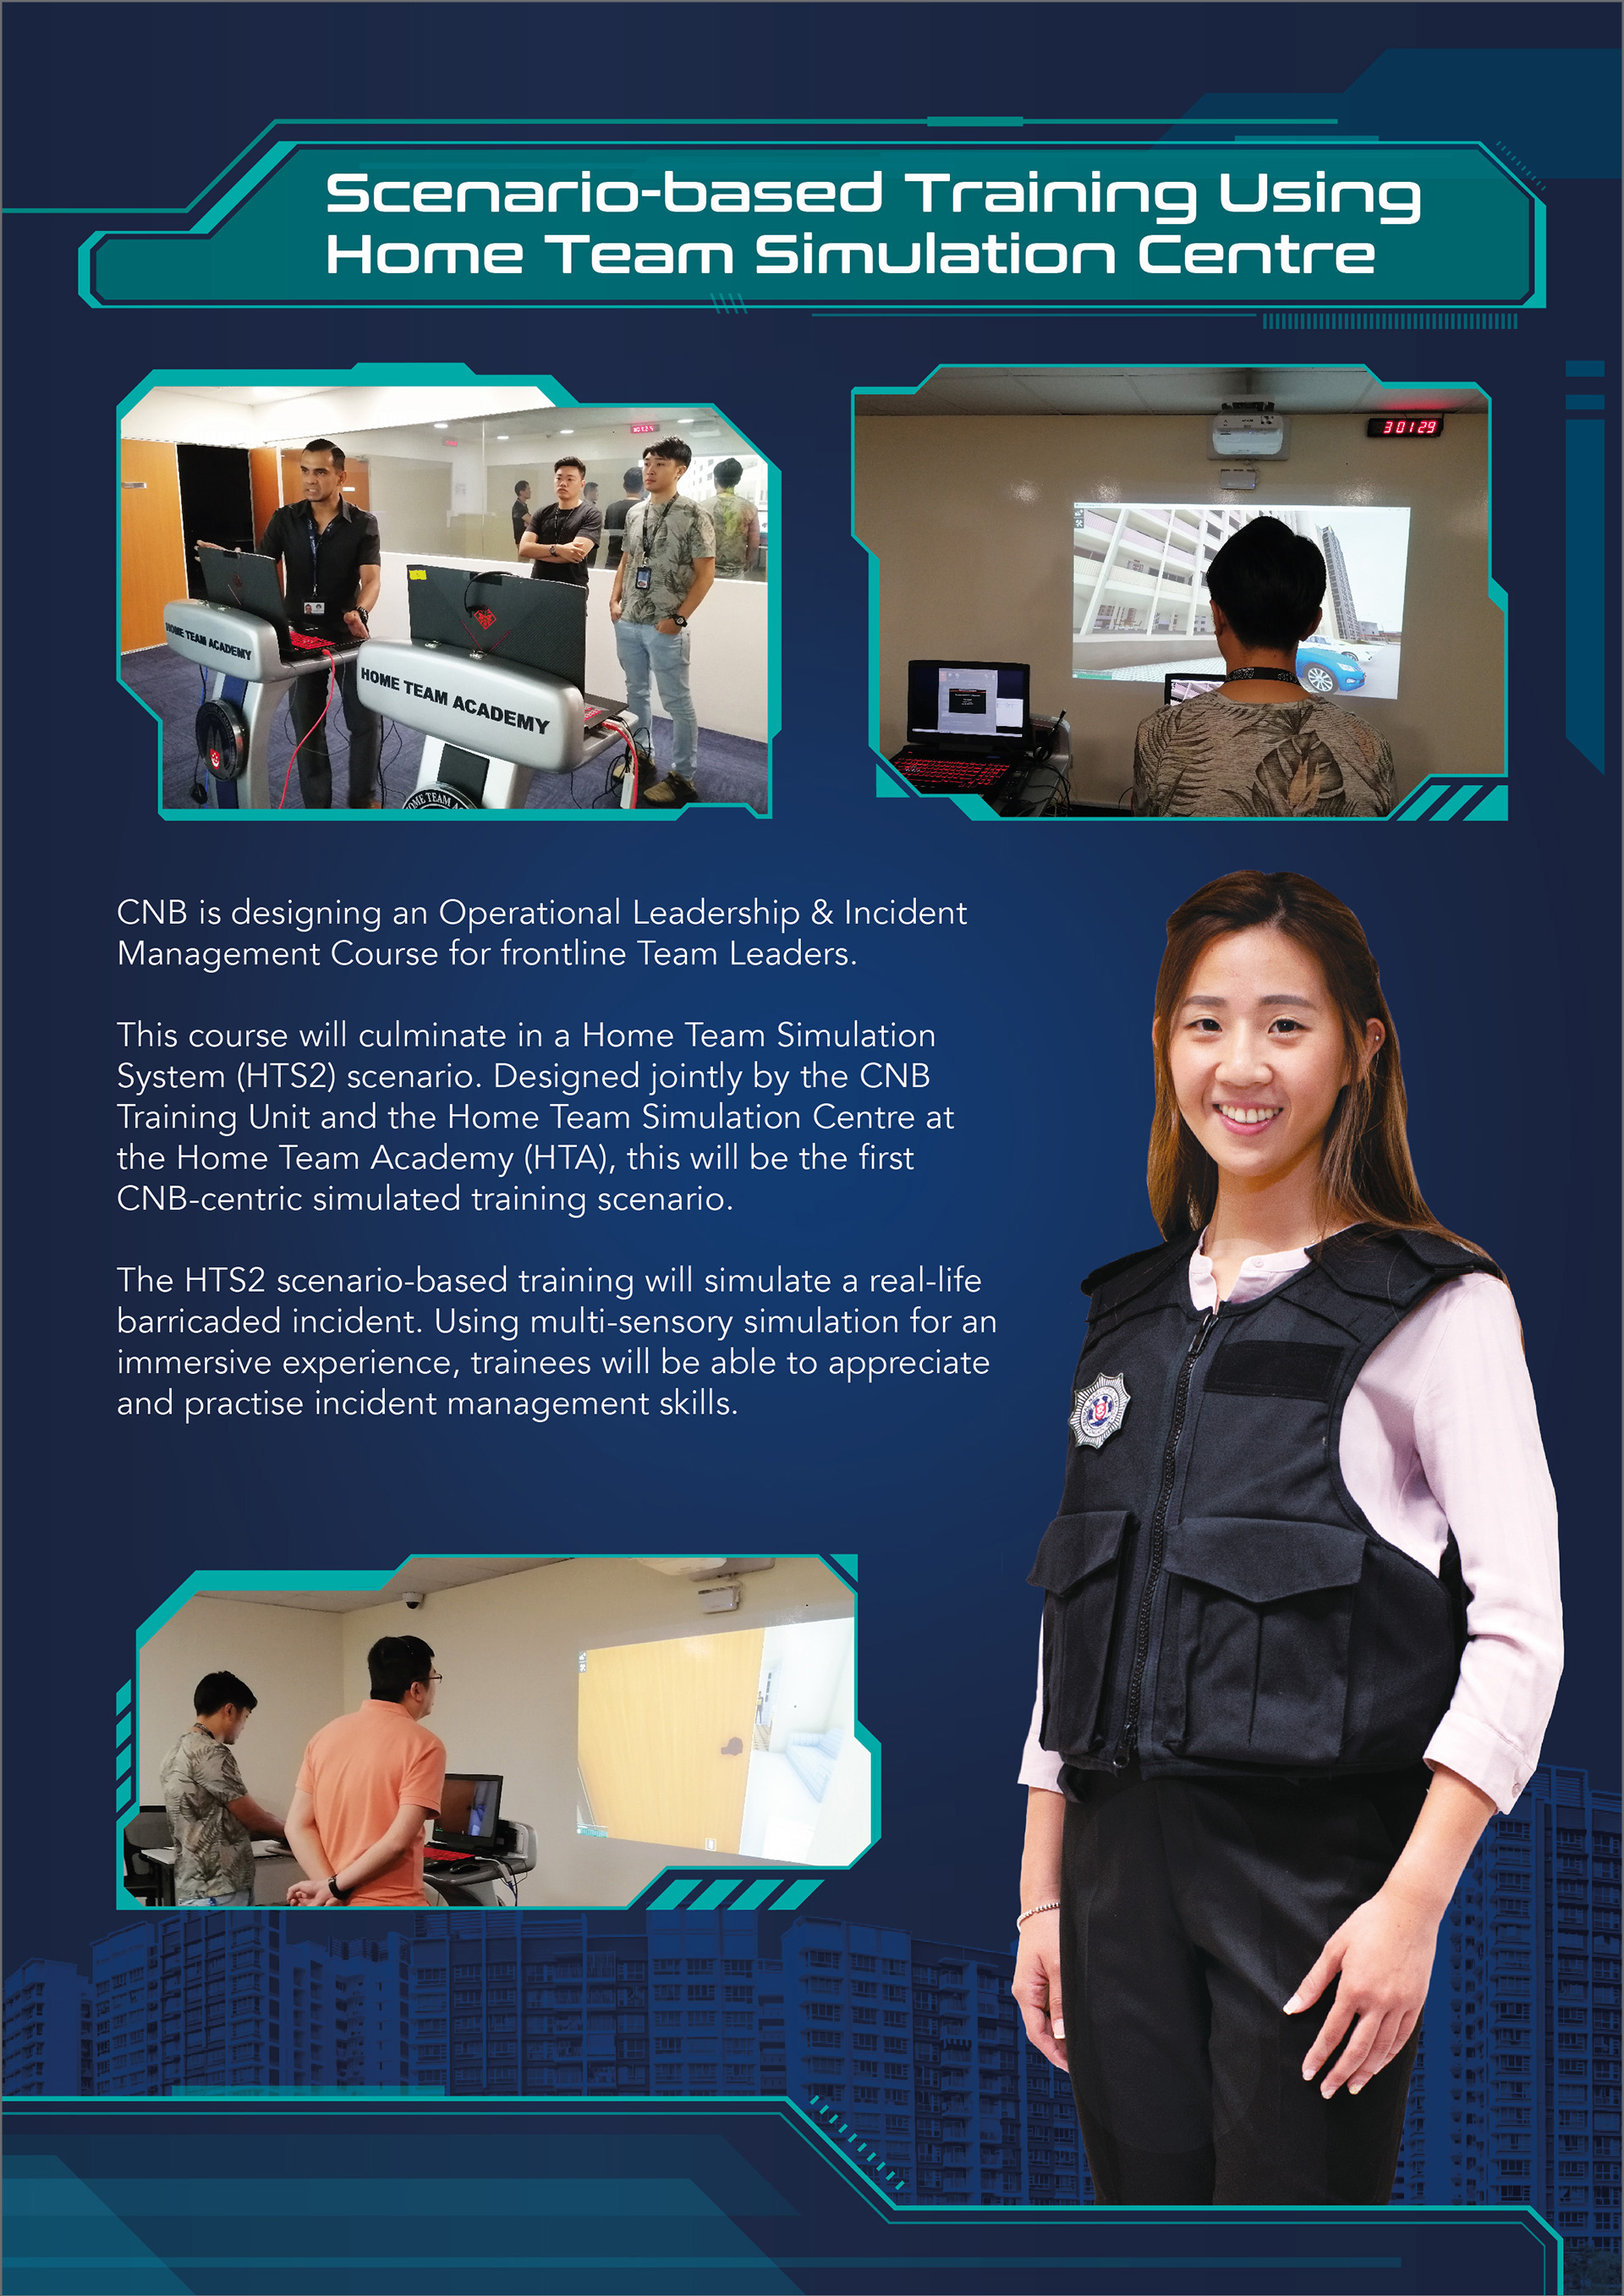 Scenario-based Training Using
Home Team Simulation Centre
HOME TEAM ACADEMY
HOME TEAM ACADEMY
30129
CNB is designing an Operational Leadership & Incident
Management Course for frontline Team Leaders.
This course will culminate in a Home Team Simulation
System (HTS2) scenario. Designed jointly by the CNB
Training Unit and the Home Team Simulation Centre at
the Home Team Academy (HTA), this will be the first
CNB-centric simulated training scenario.
The HTS2 scenario-based training will simulate a real-life
barricaded incident. Using multi-sensory simulation for an
immersive experience, trainees will be able to appreciate
and practise incident management skills.